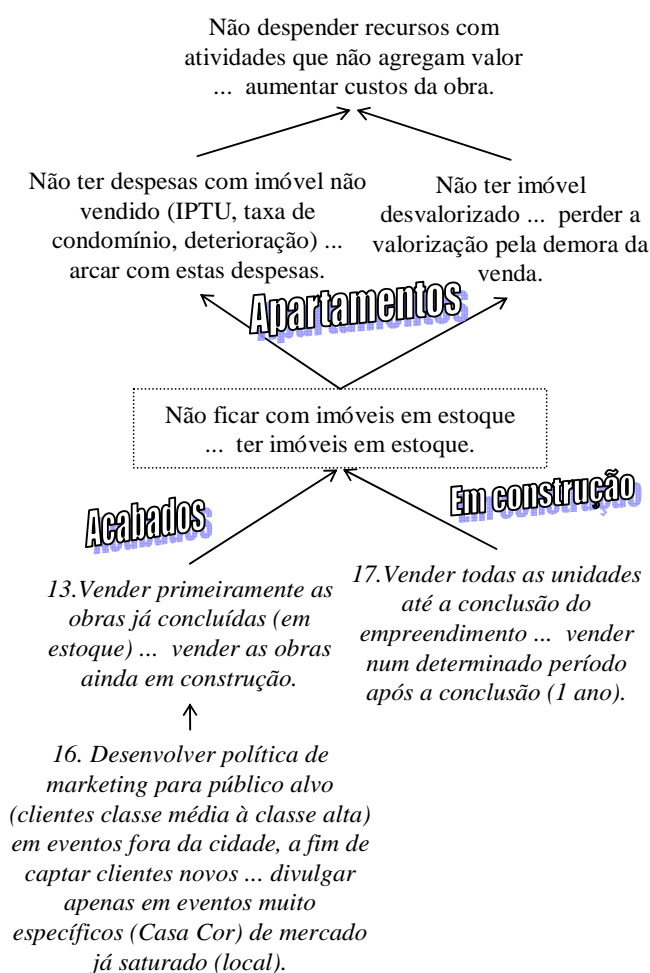 Não despender recursos com
atividades que não agregam valor
... aumentar custos da obra.
Não ter despesas com imóvel não
vendido (IPTU, taxa de
condomínio, deterioração) ...
arcar com estas despesas.
Não ter imóvel
desvalorizado ... perder a
valorização pela demora da
venda.
Apartamentos
Não ficar com imóveis em estoque
... ter imóveis em estoque.
Acabados
Em construção
13.Vender primeiramente as
obras já concluídas (em
estoque) ... vender as obras
ainda em construção.
17.Vender todas as unidades
até a conclusão do
empreendimento ... vender
num determinado período
após a conclusão (1 ano).
16. Desenvolver política de
marketing para público alvo
(clientes classe média à classe alta)
em eventos fora da cidade, a fim de
captar clientes novos ... divulgar
apenas em eventos muito
específicos (Casa Cor) de mercado
já saturado (local).